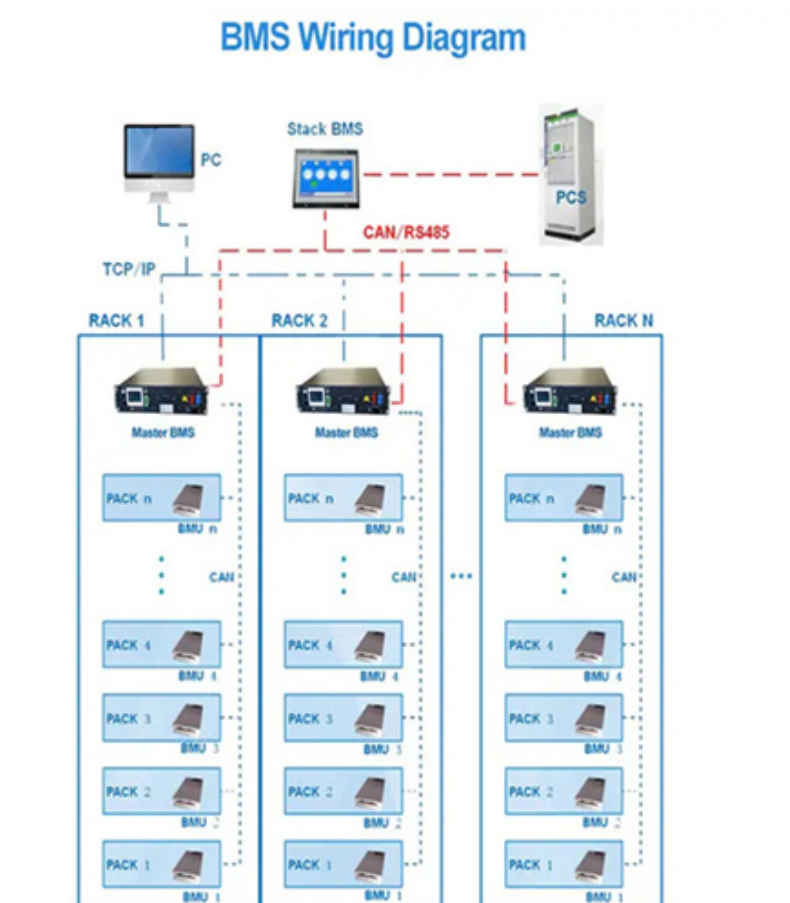 BMS Wiring Diagram
Stack BMS
PC
PCS
CAN/RS485
TCP/IP
RACK 1
RACK 2
RACK N
Master BMS
Master BMS
Master BMS
PACK n
BMU n
PACK n
BMU n
PACK n
BMU n
CAN
CAN
...
CAN
PACK 4
BMU 4
PACK 4
BMU 4
PACK 4
BMU 4
PACK 3
BMU 3
PACK 3
BMU 3
PACK 3
BMU 3
PACK 2
BMU 2
PACK 2
BMU 2
PACK 2
BMU 2
PACK 1
BMU 1
PACK 1
BMU 1
PACK 1
BMU 1